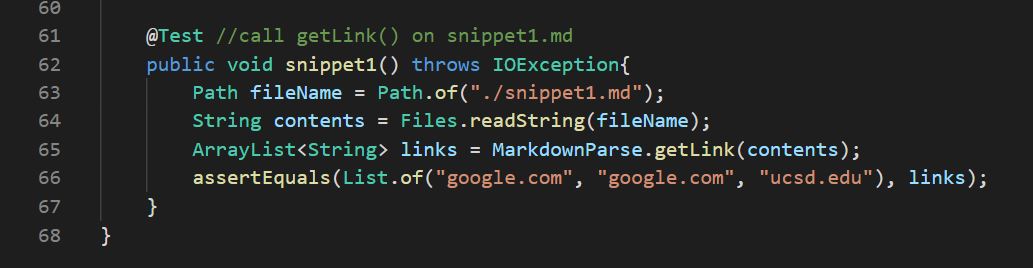 60
61 @Test //call getLink() on snippet1.md
62 public void snippet1() throws IOException{
63 Path fileName = Path.of("./snippet1.md");
64 String contents = Files.readString(fileName);
65 ArrayList<String> links = MarkdownParse.getLink(contents);
66 assertEquals(List.of("google.com", "google.com", "ucsd.edu"), links);
67 }
68 }